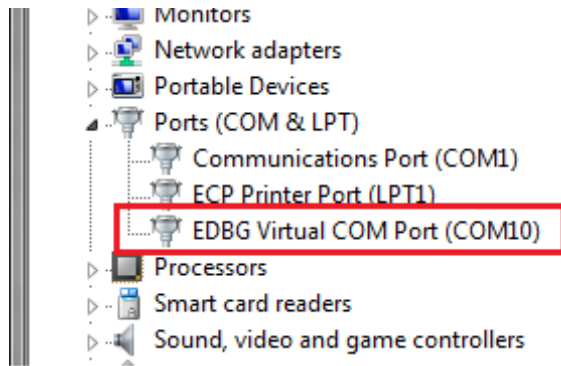 Monitors
Network adapters
Portable Devices
Ports (COM & LPT)
Communications Port (COM1)
ECP Printer Port (LPT1)
EDBG Virtual COM Port (COM10)
Processors
Smart card readers
Sound, video and game controllers